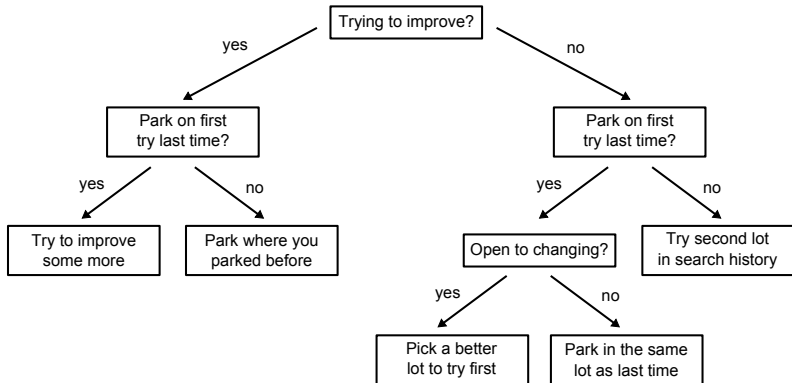 Trying to improve?
yes
no
Park on first
try last time?
Park on first
try last time?
yes
no
yes
no
Try to improve
some more
Park where you
parked before
Open to changing?
Try second lot
in search history
yes
no
Pick a better
lot to try first
Park in the same
lot as last time